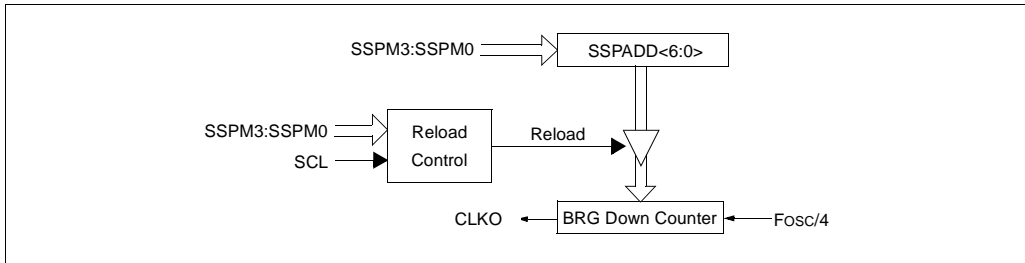 SSPM3:SSPM0
SSPADD<6:0>
SSPM3:SSPM0
SCL
Reload
Control
Reload
CLKO
BRG Down Counter
FOSC/4